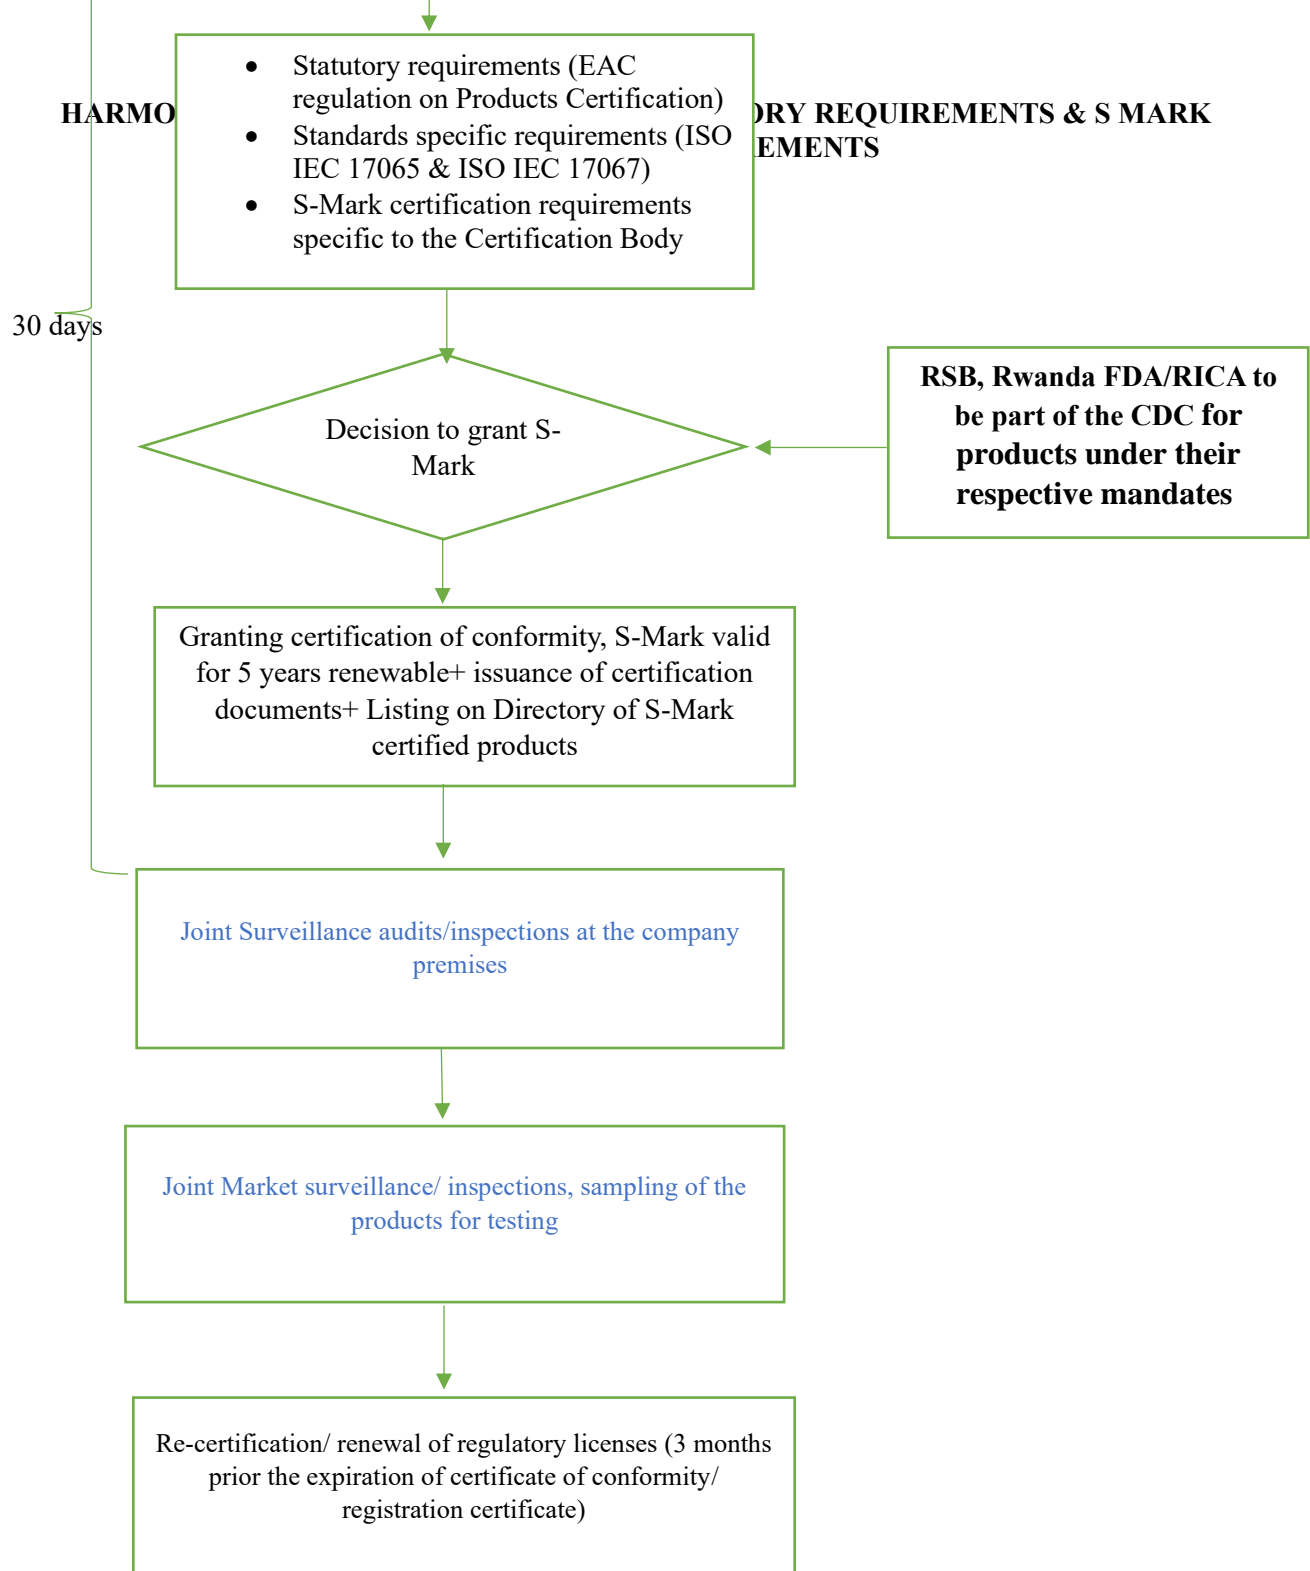 • Statutory requirements (EAC
regulation on Products Certification)
HARMO
ORY REQUIREMENTS & S MARK
• Standards specific requirements (ISO
EMENTS
IEC 17065 & ISO IEC 17067)
• S-Mark certification requirements
specific to the Certification Body
30 days
RSB, Rwanda FDA/RICA to
be part of the CDC for
products under their
respective mandates
Decision to grant S-
Mark
Granting certification of conformity, S-Mark valid
for 5 years renewable+ issuance of certification
documents+ Listing on Directory of S-Mark
certified products
Joint Surveillance audits/inspections at the company
premises
Joint Market surveillance/ inspections, sampling of the
products for testing
Re-certification/ renewal of regulatory licenses (3 months
prior the expiration of certificate of conformity/
registration certificate)